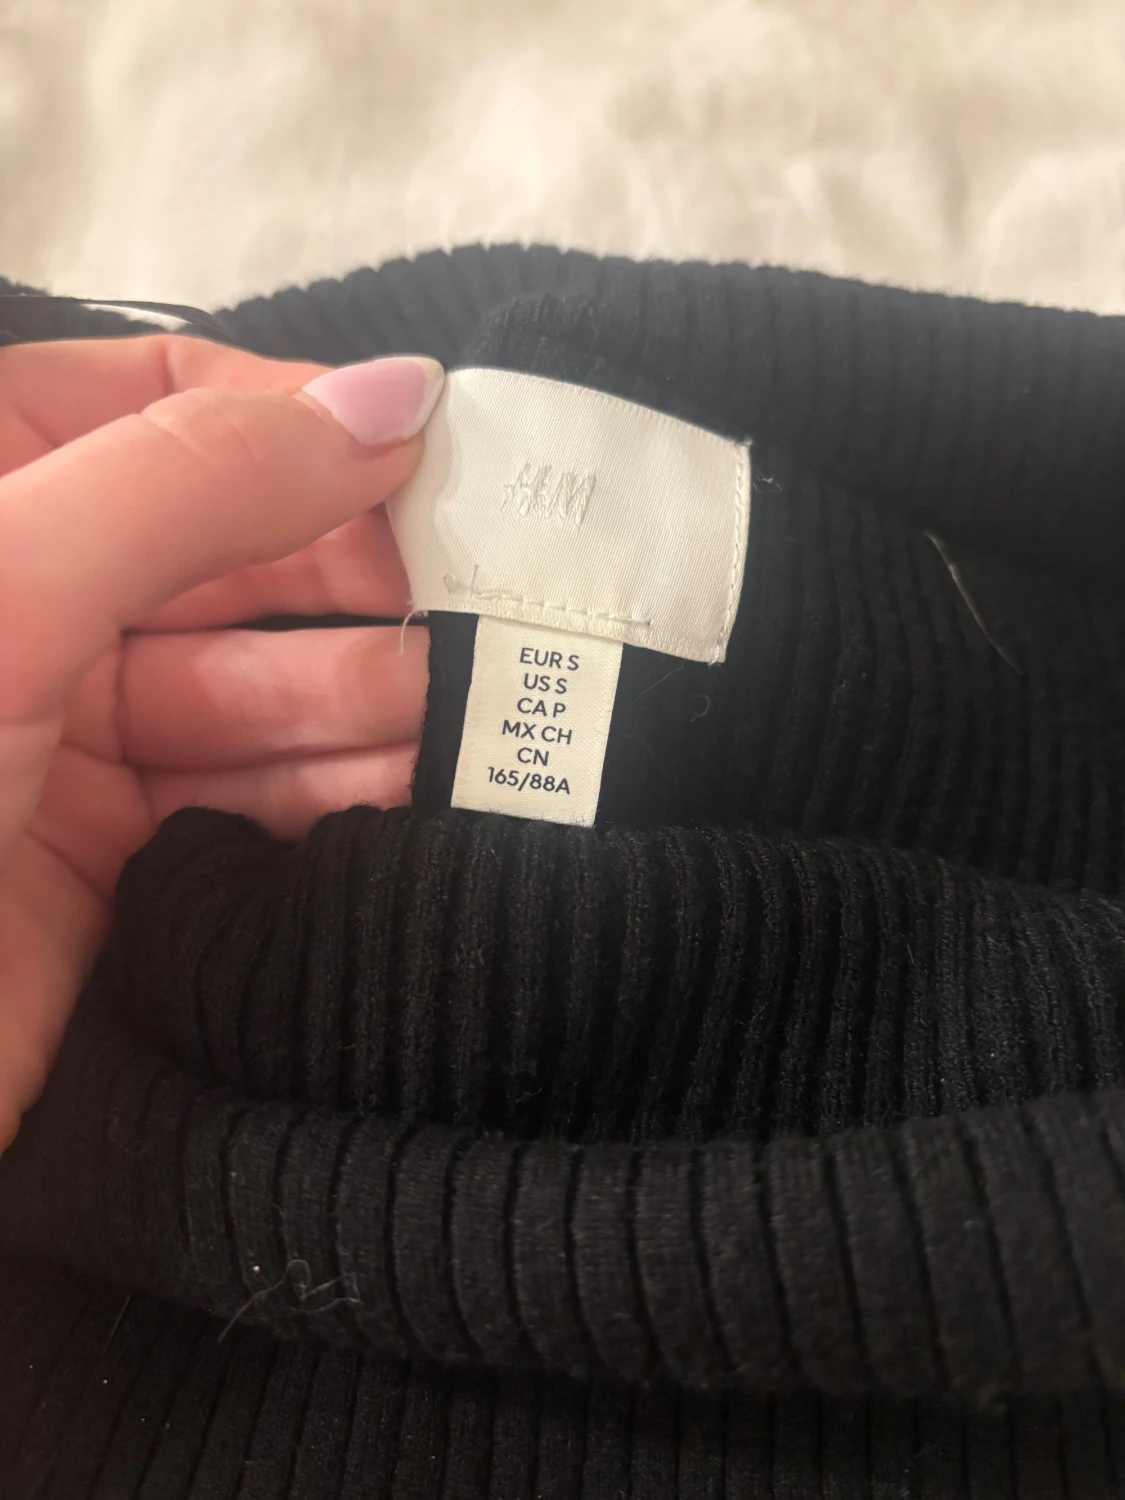 H&M
EUR S
US S
CA P
MX CH
CN
165/88A